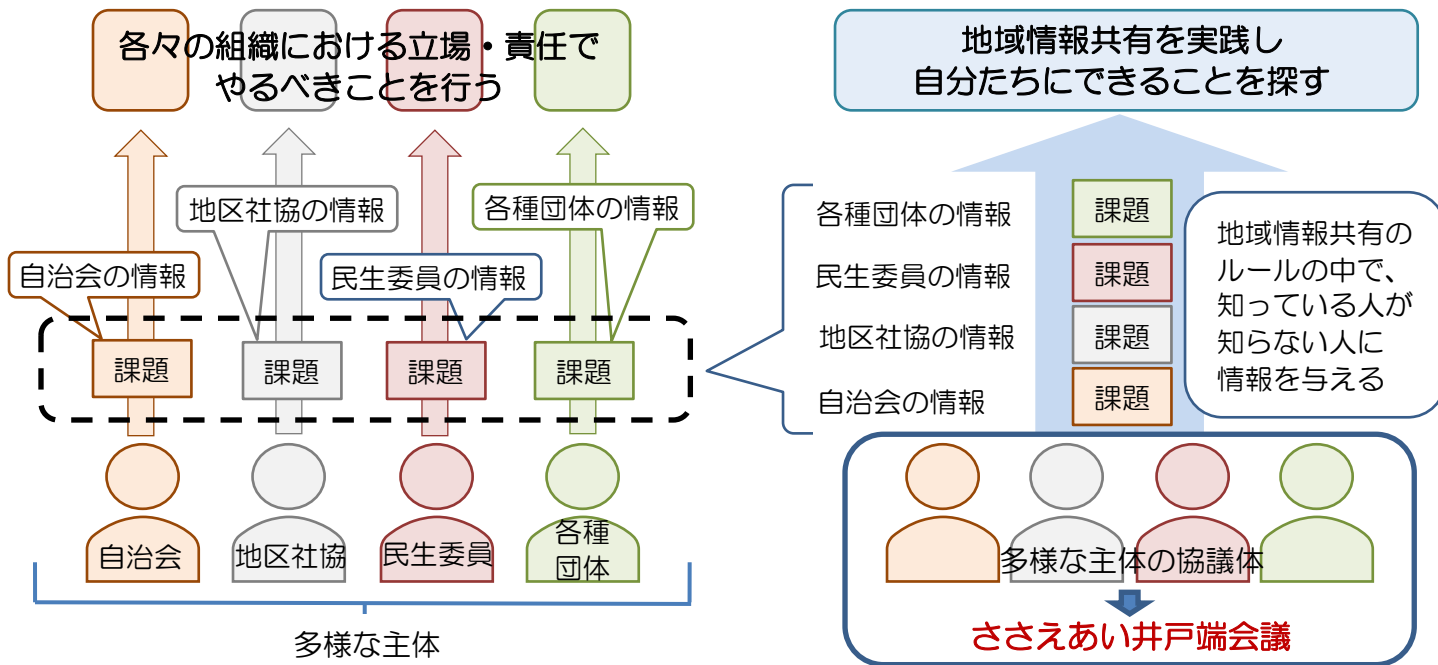 各々の組織における立場・責任で
やるべきことを行う
地区社協の情報
各種団体の情報
自治会の情報
民生委員の情報
課題
課題
課題
課題
自治会
地区社協
民生委員
各種
団体
多様な主体
地域情報共有を実践し
自分たちにできることを探す
各種団体の情報
課題
民生委員の情報
課題
地区社協の情報
課題
自治会の情報
課題
地域情報共有の
ルールの中で、
知っている人が
知らない人に
情報を与える
多様な主体の協議体
ささえあい井戸端会議